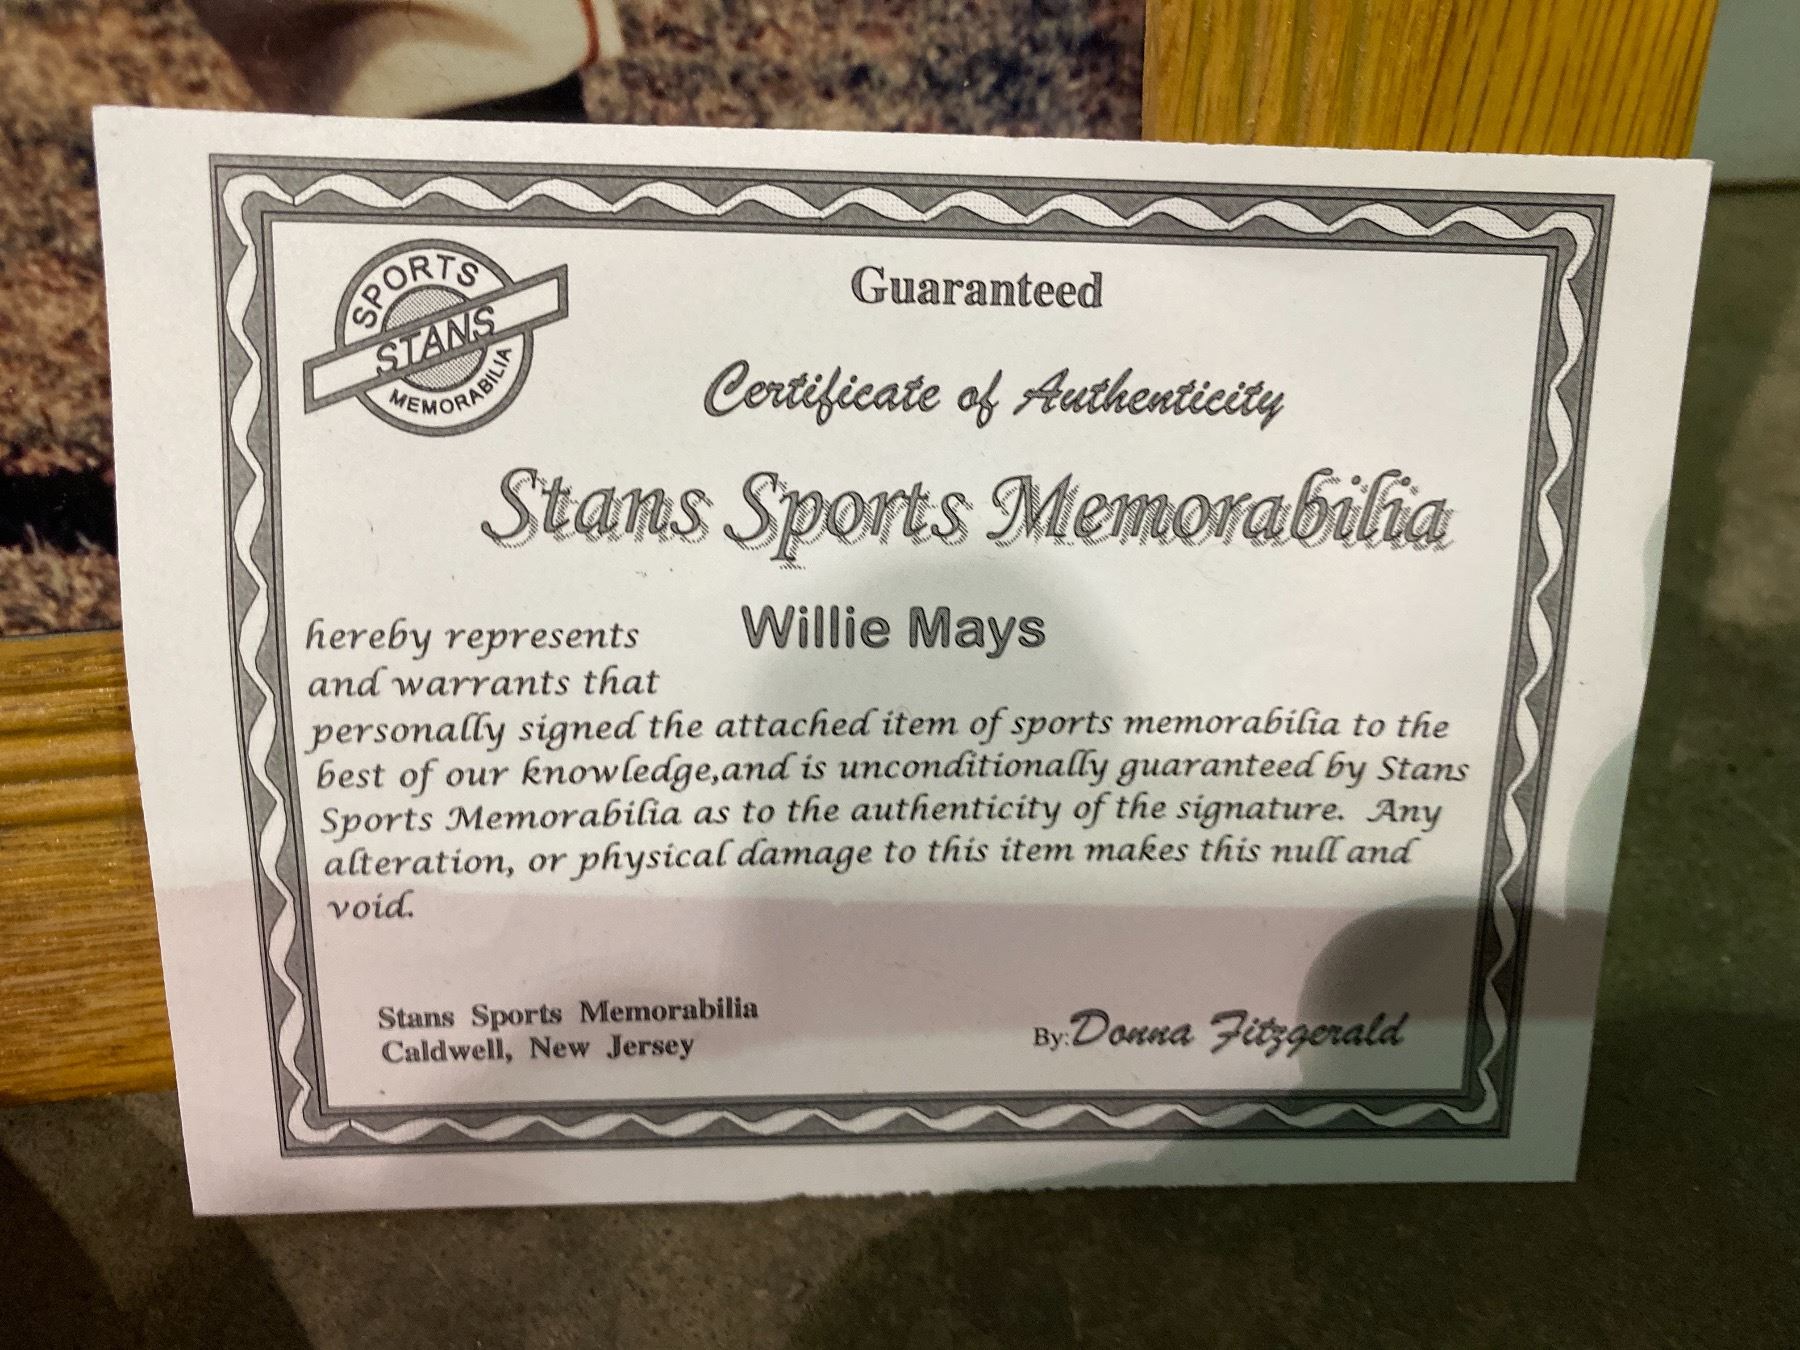 SPORTS
STANS
MEMORABILIA
Guaranteed
Certificate of Authenticity
Stans Sports Memorabilia
hereby represents Willie Mays
and warrants that
personally signed the attached item of sports memorabilia to the
best of our knowledge,and is unconditionally guaranteed by Stans
Sports Memorabilia as to the authenticity of the signature. Any
alteration, or physical damage to this item makes this null and
void.
Stans Sports Memorabilia
Caldwell, New Jersey
By:Donna Fitzgerald